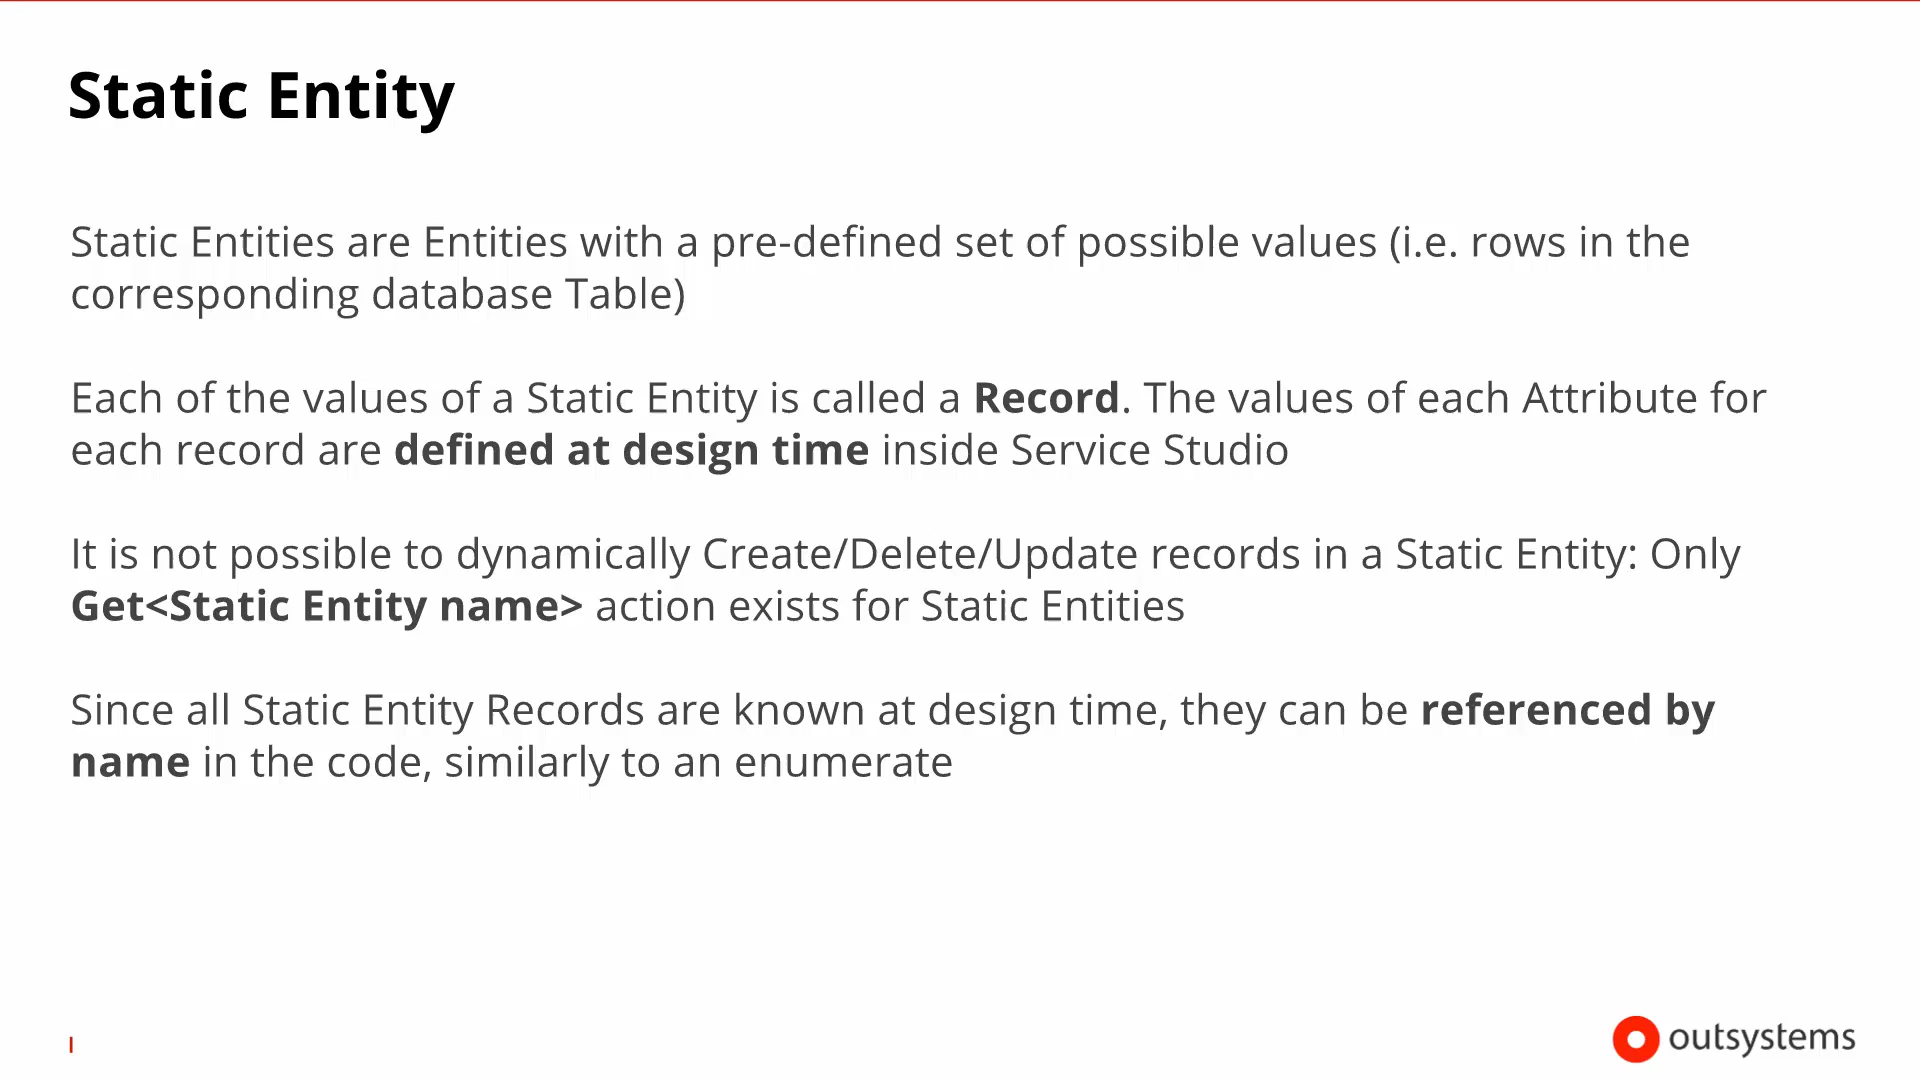 Static Entity
Static Entities are Entities with a pre-defined set of possible values (i.e. rows in the
corresponding database Table)
Each of the values of a Static Entity is called a Record. The values of each Attribute for
each record are defined at design time inside Service Studio
It is not possible to dynamically Create/Delete/Update records in a Static Entity: Only
Get<Static Entity name> action exists for Static Entities
Since all Static Entity Records are known at design time, they can be referenced by
name in the code, similarly to an enumerate
outsystems